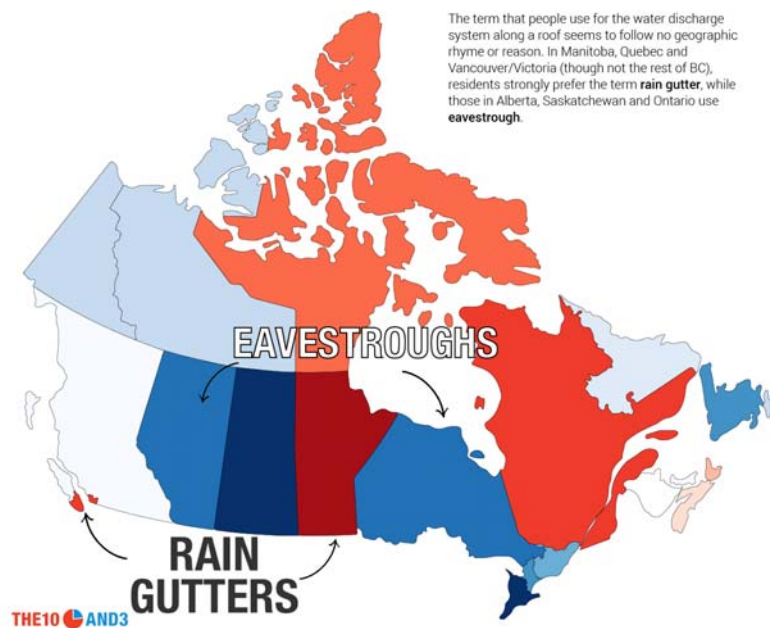 The term that people use for the water discharge
system along a roof seems to follow no geographic
rhyme or reason. In Manitoba, Quebec and
Vancouver/Victoria (though not the rest of BC),
residents strongly prefer the term rain gutter, while
those in Alberta, Saskatchewan and Ontario use
eavestrough.
EAVESTROUGHS
RAIN
GUTTERS
THE10 AND3